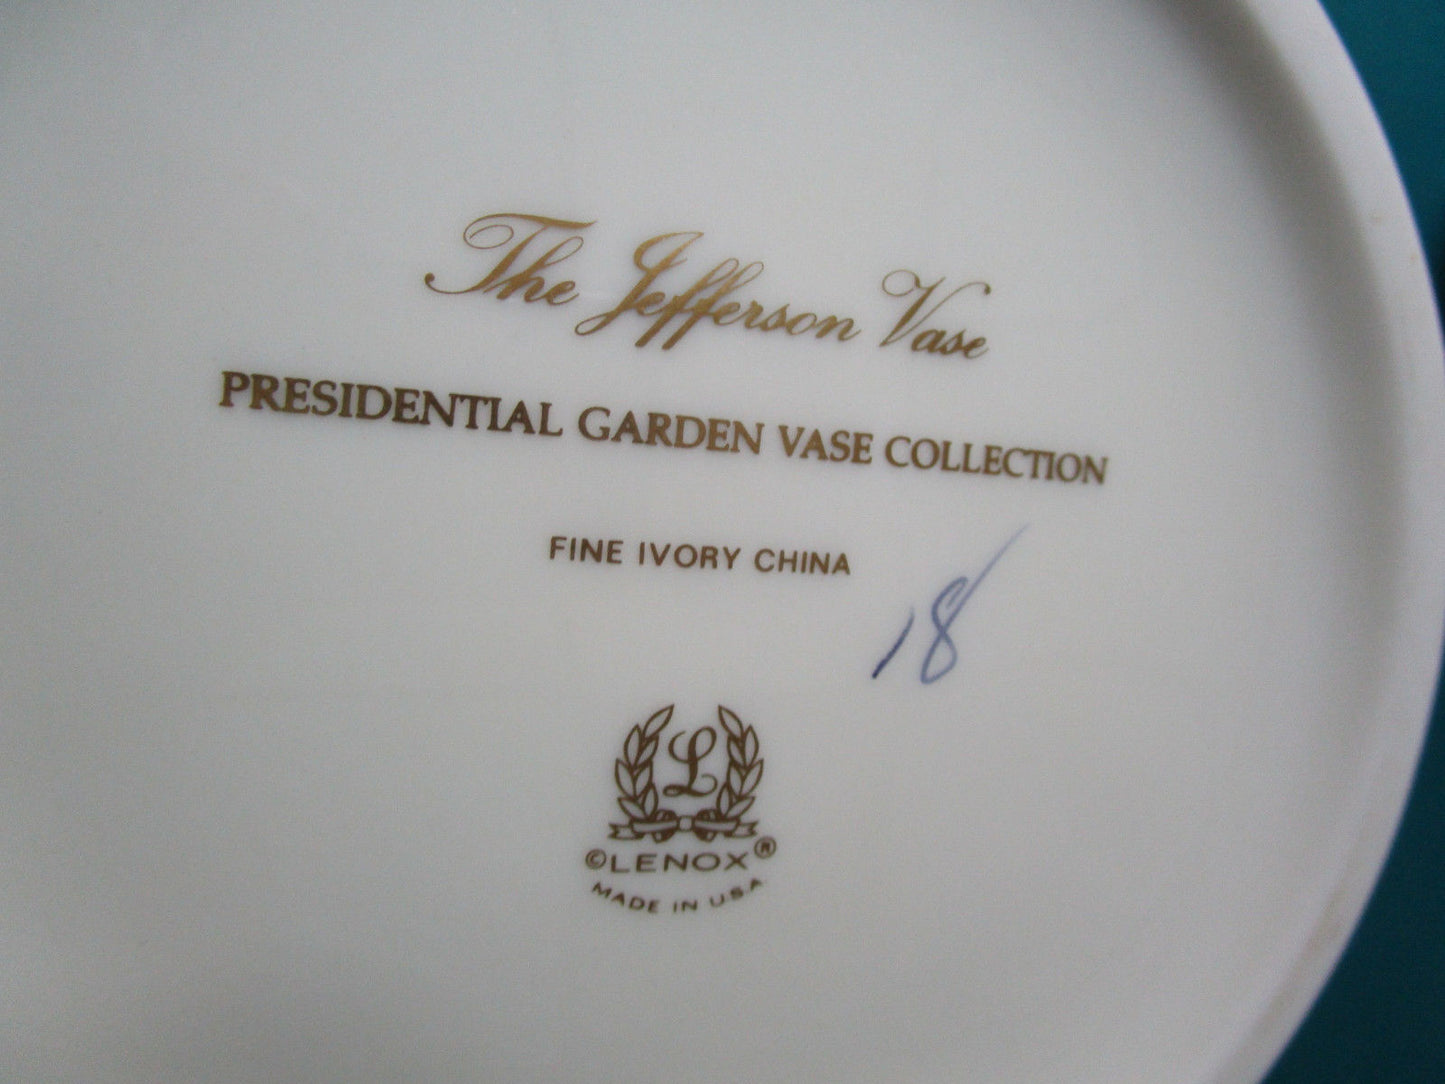 The Jefferson Vase
PRESIDENTIAL GARDEN VASE COLLECTION
FINE IVORY CHINA
18
L
©LENOX®
MADE IN USA